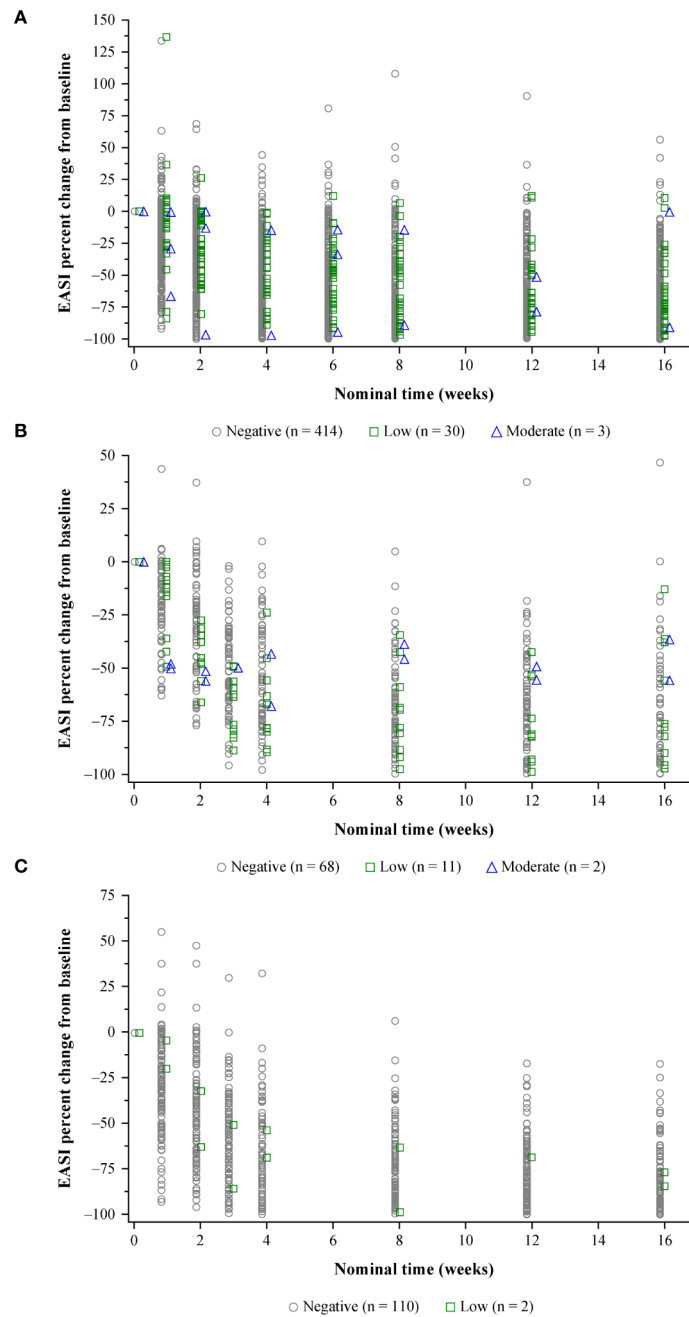 A
150
125
100
75
50
25
0
–25
–50
–75
–100
EASI percent change from baseline
0 2 4 6 8 10 12 14 16
Nominal time (weeks)
Negative (n = 414) Low (n = 30) Moderate (n = 3)
B
50
25
0
–25
–50
–75
–100
EASI percent change from baseline
0 2 4 6 8 10 12 14 16
Nominal time (weeks)
Negative (n = 68) Low (n = 11) Moderate (n = 2)
C
75
50
25
0
–25
–50
–75
–100
EASI percent change from baseline
0 2 4 6 8 10 12 14 16
Nominal time (weeks)
Negative (n = 110) Low (n = 2)